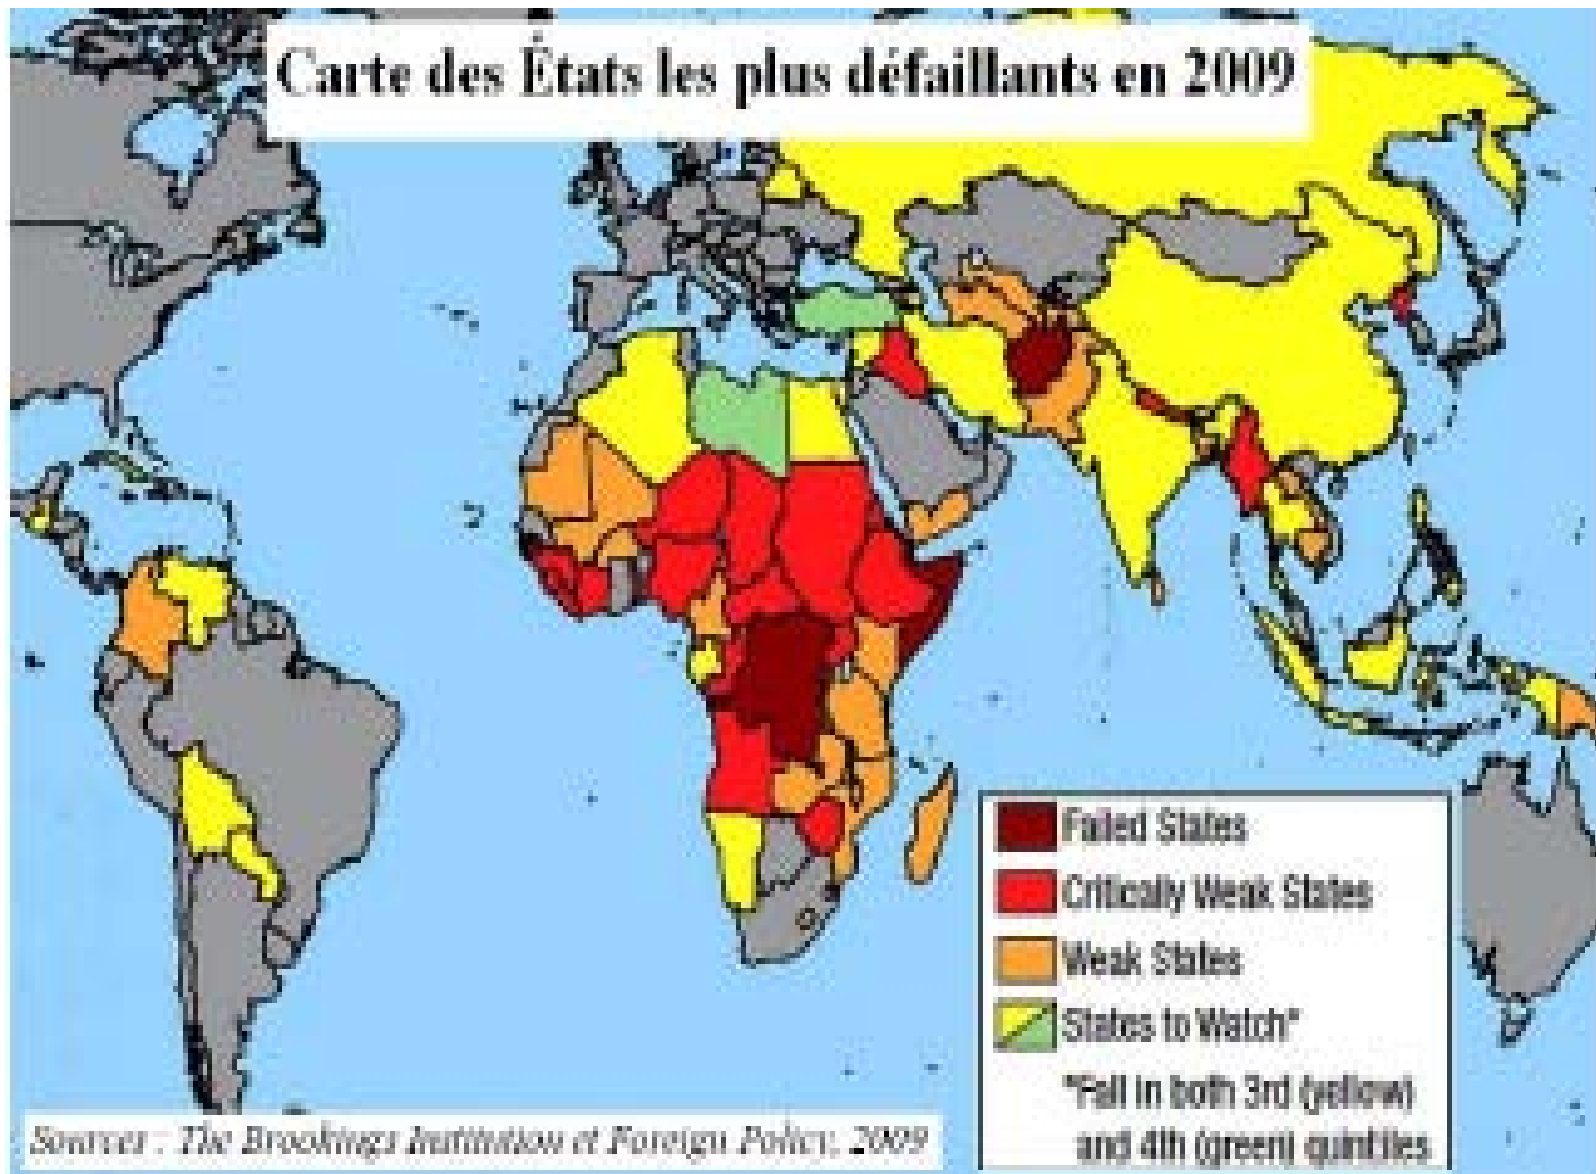 Carte des États les plus défaillants en 2009
Failed States
Critically Weak States
Weak States
States to Watch*
*Fall in both 3rd (yellow)
and 4th (green) quintiles
Sources : The Brookings Institution et Foreign Policy, 2009